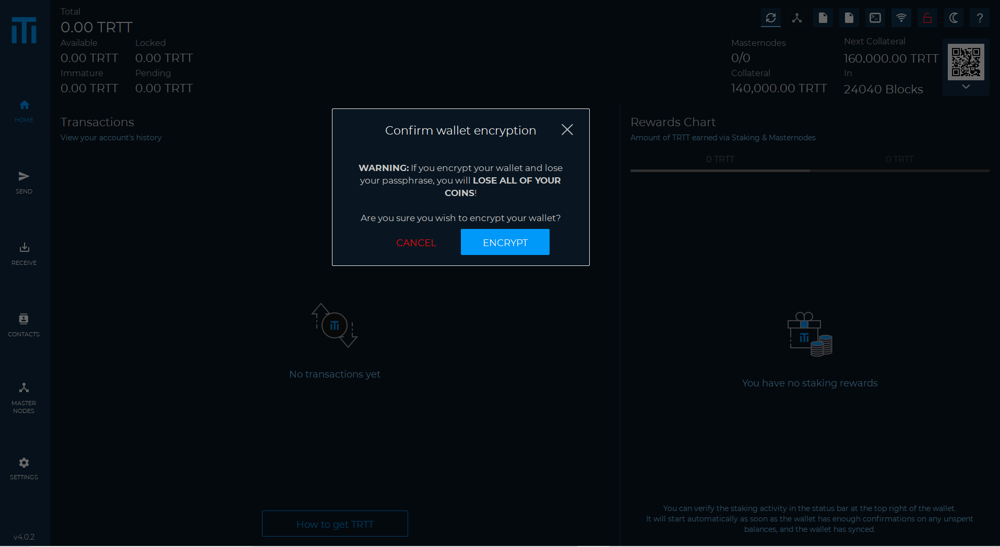 Total
0.00 TRTT
Available Locked
0.00 TRTT 0.00 TRTT
Immature Pending
0.00 TRTT 0.00 TRTT
Masternodes
0/0
Collateral
140,000.00 TRTT
Next Collateral
160,000.00 TRTT
In
24040 Blocks
HOME
SEND
RECEIVE
CONTACTS
MASTER
NODES
SETTINGS
v4.0.2
Transactions
View your account's history
Confirm wallet encryption
WARNING: If you encrypt your wallet and lose
your passphrase, you will LOSE ALL OF YOUR
COINS!
Are you sure you wish to encrypt your wallet?
CANCEL ENCRYPT
No transactions yet
How to get TRTT
Rewards Chart
Amount of TRTT earned via Staking & Masternodes
0 TRTT 0 TRTT
You have no staking rewards
You can verify the staking activity in the status bar at the top right of the wallet.
It will start automatically as soon as the wallet has enough confirmations on any unspent
balances, and the wallet has synced.